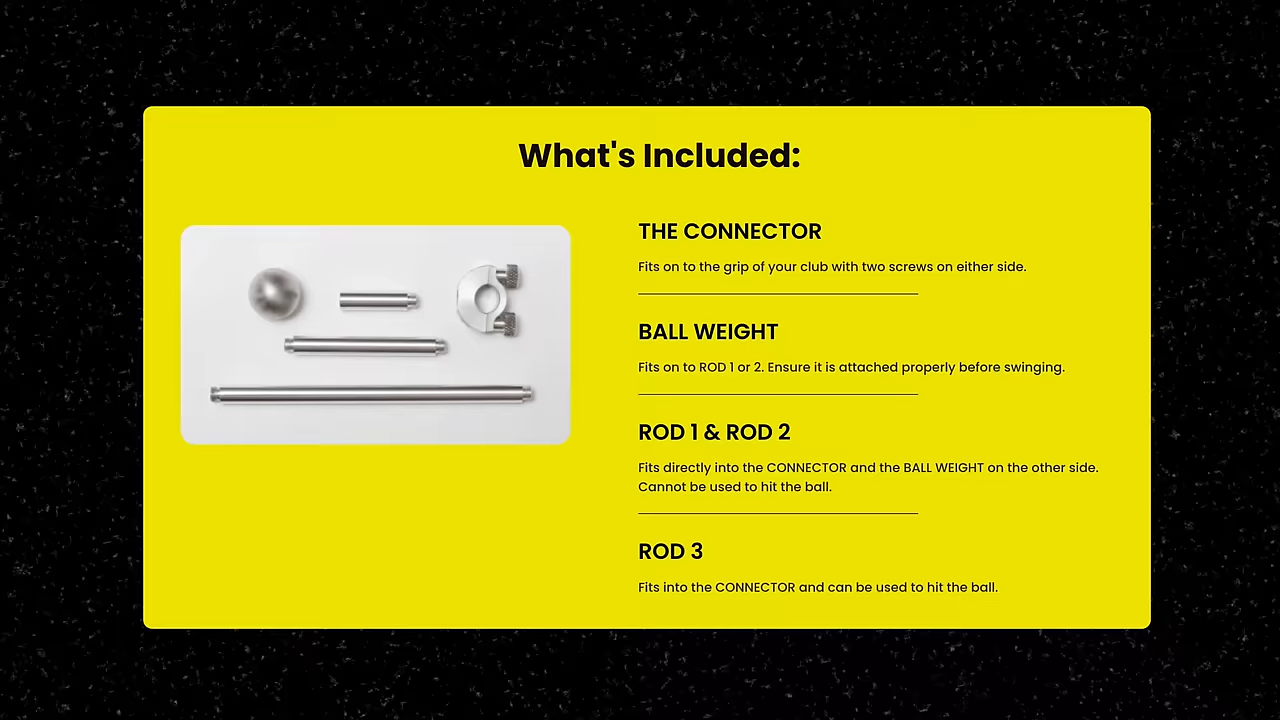 What's Included:
THE CONNECTOR
Fits on to the grip of your club with two screws on either side.
BALL WEIGHT
Fits on to ROD 1 or 2. Ensure it is attached properly before swinging.
ROD 1 & ROD 2
Fits directly into the CONNECTOR and the BALL WEIGHT on the other side.
Cannot be used to hit the ball.
ROD 3
Fits into the CONNECTOR and can be used to hit the ball.